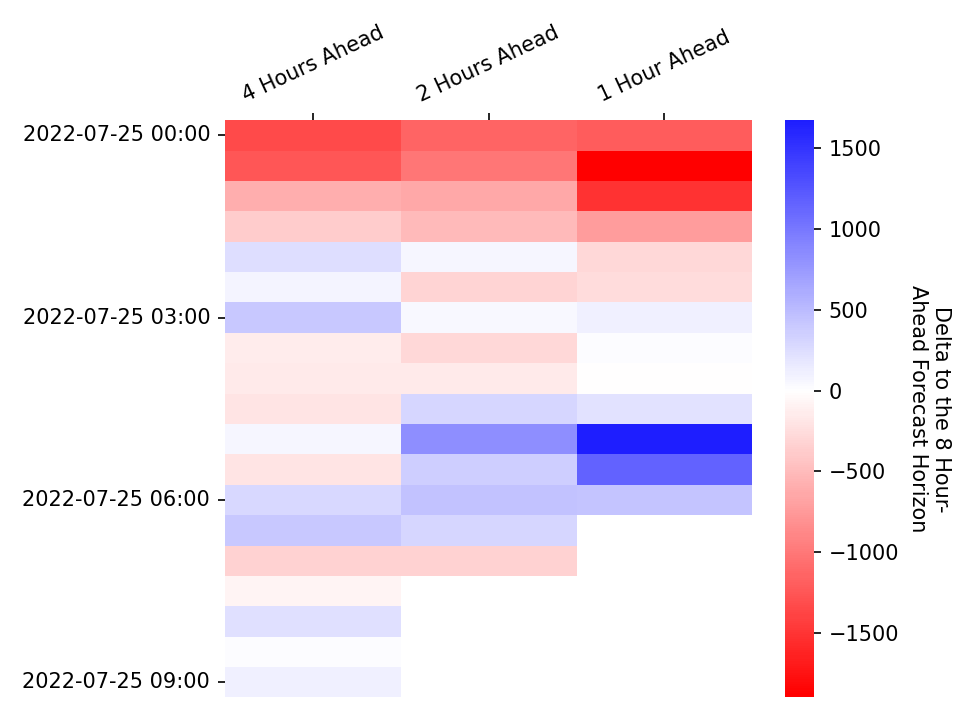 4 Hours Ahead
2 Hours Ahead
1 Hour Ahead
2022-07-25 00:00
2022-07-25 03:00
2022-07-25 06:00
2022-07-25 09:00
1500
1000
500
0
−500
−1000
−1500
Delta to the 8 Hour-
Ahead Forecast Horizon